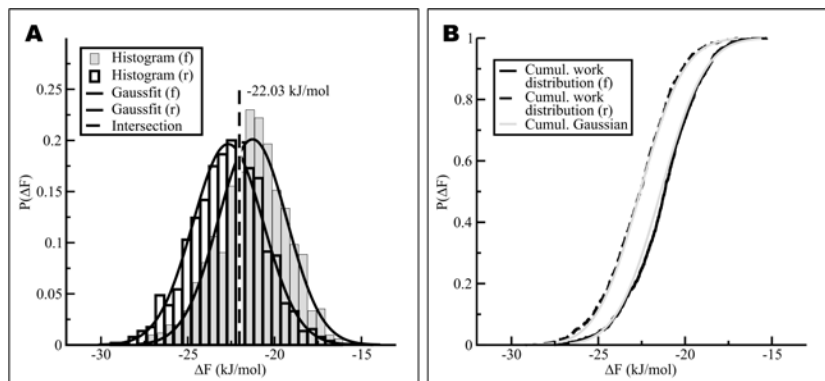 A
Histogram (f)
Histogram (r)
Gaussfit (f)
Gaussfit (r)
Intersection
-22.03 kJ/mol
P(ΔF)
0.25
0.2
0.15
0.1
0.05
0
-30
-25
-20
-15
ΔF (kJ/mol)
B
Cumul. work
distribution (f)
Cumul. work
distribution (r)
Cumul. Gaussian
P(ΔF)
1
0.8
0.6
0.4
0.2
0
-30
-25
-20
-15
ΔF (kJ/mol)